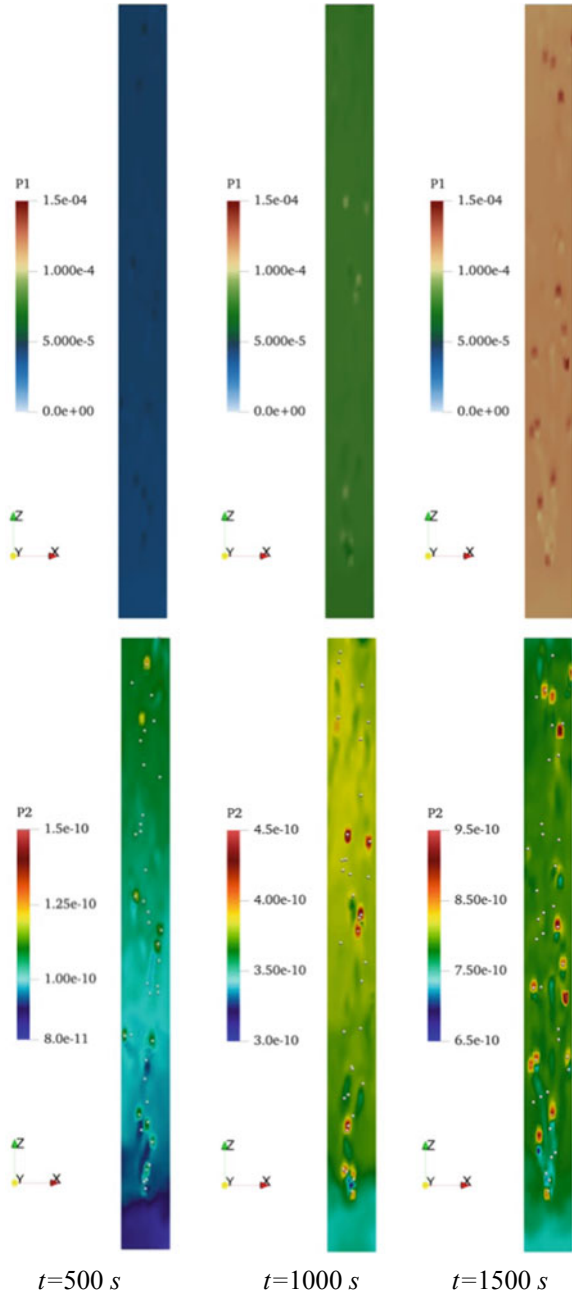 P1
1.5e-04
1.000e-4
5.000e-5
0.0e+00
Z
Y X
P1
1.5e-04
1.000e-4
5.000e-5
0.0e+00
Z
Y X
P1
1.5e-04
1.000e-4
5.000e-5
0.0e+00
Z
Y X
P2
1.5e-10
1.25e-10
1.00e-10
8.0e-11
Z
Y X
P2
4.5e-10
4.00e-10
3.50e-10
3.0e-10
Z
Y X
P2
9.5e-10
8.50e-10
7.50e-10
6.5e-10
Z
Y X
t=500 s
t=1000 s
t=1500 s